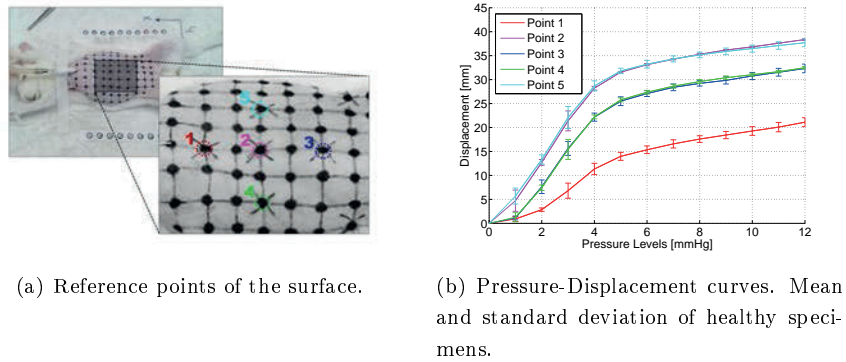 1
2
3
4
5
(a) Reference points of the surface.
45
40
35
30
25
20
15
10
5
0
Displacement [mm]
Point 1
Point 2
Point 3
Point 4
Point 5
0 2 4 6 8 10 12
Pressure Levels [mmHg]
(b) Pressure-Displacement curves. Mean
and standard deviation of healthy speci-
mens.